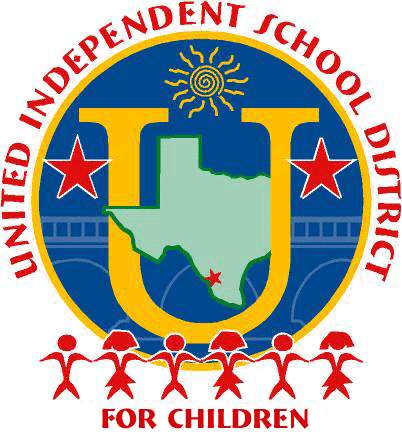 UNITED INDEPENDENT SCHOOL DISTRICT
U
FOR CHILDREN